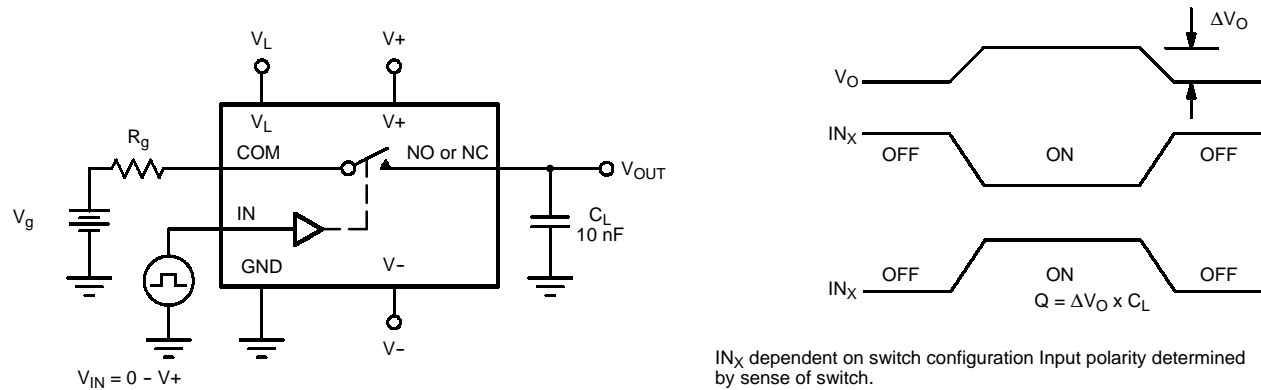 V_L
V+
V_L
V+
R_g
COM
NO or NC
V_OUT
V_g
IN
C_L
10 nF
GND
V−
V−
V_IN = 0 − V+
ΔV_O
V_O
IN_X
OFF
ON
OFF
IN_X
OFF
ON
OFF
Q = ΔV_O x C_L
IN_X dependent on switch configuration Input polarity determined
by sense of switch.